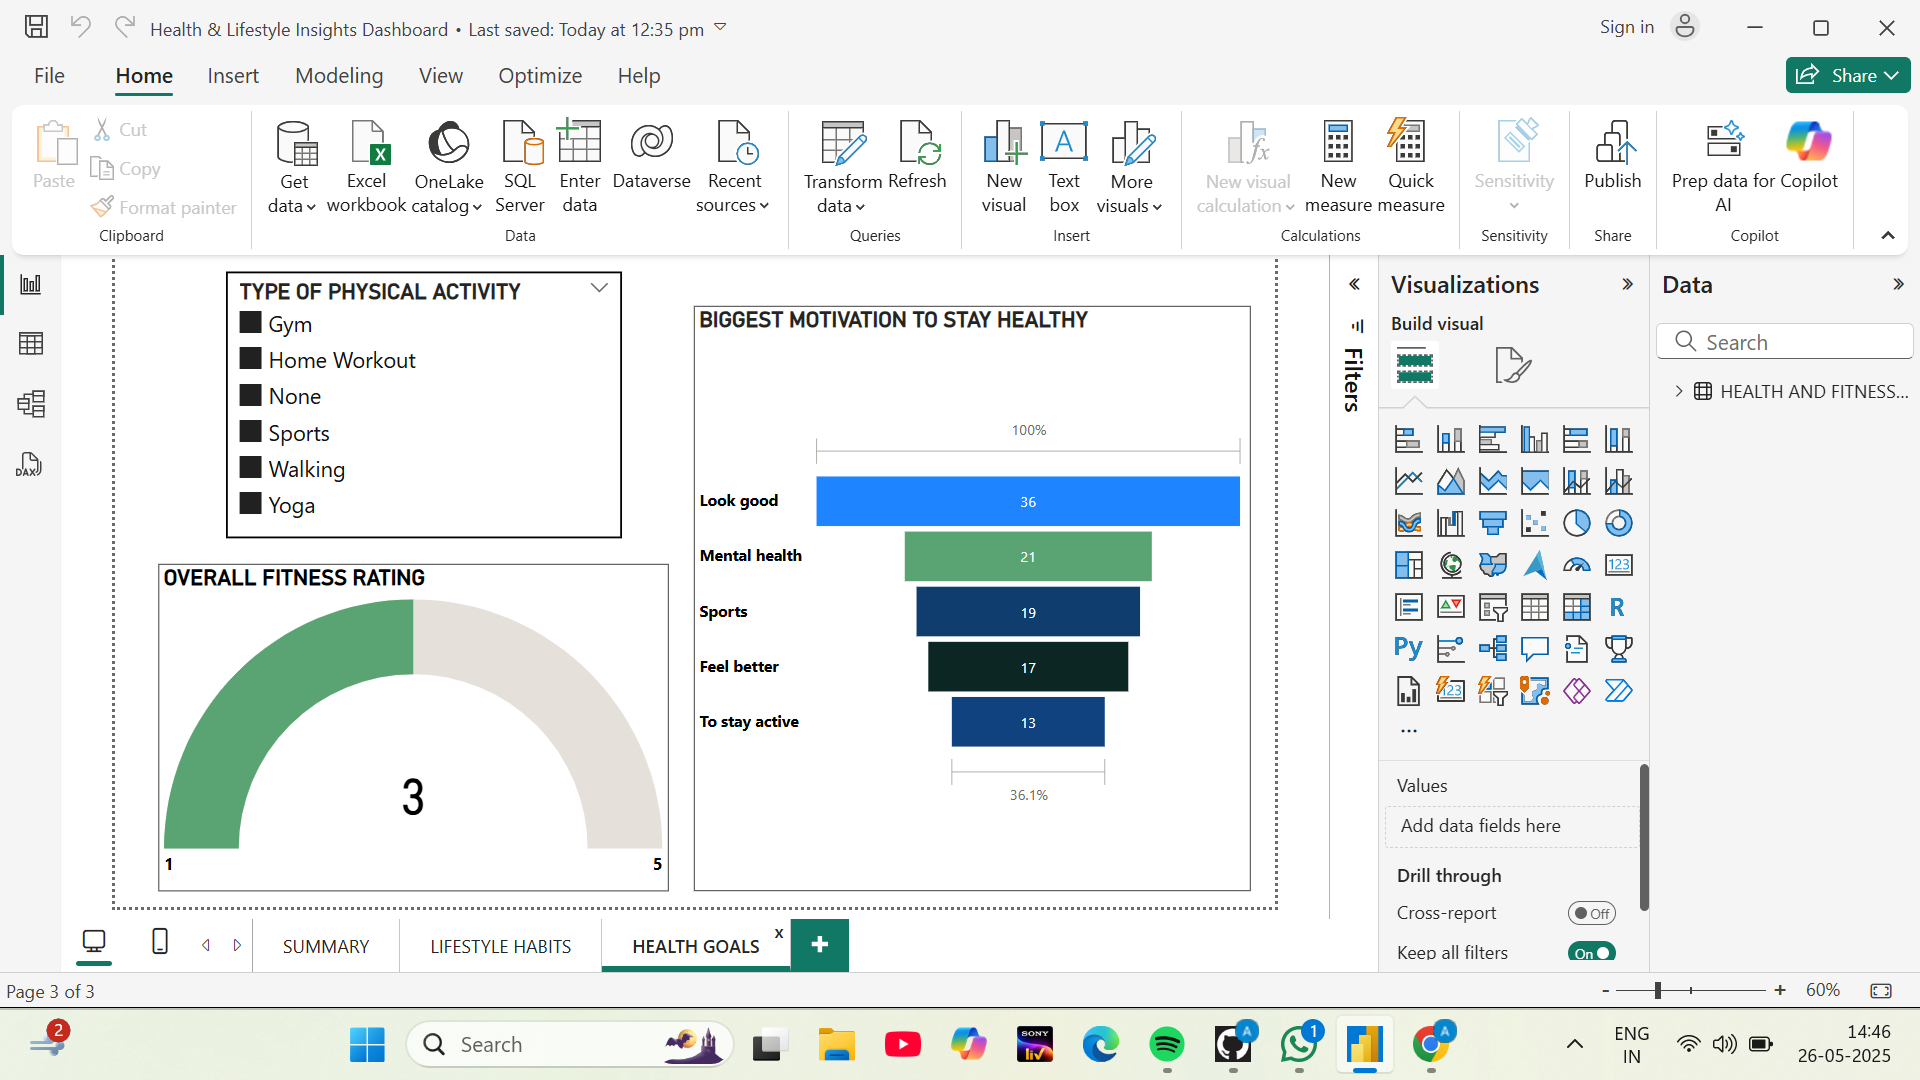 Health & Lifestyle Insights Dashboard • Last saved: Today at 12:35 pm
Sign in
File
Home
Insert
Modeling
View
Optimize
Help
Share
Paste
Cut
Copy
Format painter
Clipboard
Get data
Excel workbook
OneLake catalog
SQL Server
Enter data
Dataverse
Recent sources
Data
Transform data
Refresh
Queries
New visual
Text box
More visuals
Insert
New visual calculation
New measure
Quick measure
Calculations
Sensitivity
Sensitivity
Publish
Share
Prep data for AI
Copilot
Copilot
TYPE OF PHYSICAL ACTIVITY
Gym
Home Workout
None
Sports
Walking
Yoga
OVERALL FITNESS RATING
3
1
5
BIGGEST MOTIVATION TO STAY HEALTHY
100%
Look good
36
Mental health
21
Sports
19
Feel better
17
To stay active
13
36.1%
Filters
Visualizations
Build visual
123
R
Py
123
...
Values
Add data fields here
Drill through
Cross-report
Off
Keep all filters
On
Data
Search
HEALTH AND FITNESS...
DAX
SUMMARY
LIFESTYLE HABITS
HEALTH GOALS
x
+
Page 3 of 3
- + 60%
2
Search
SONY
liv
A
1
A
ENG
IN
14:46
26-05-2025